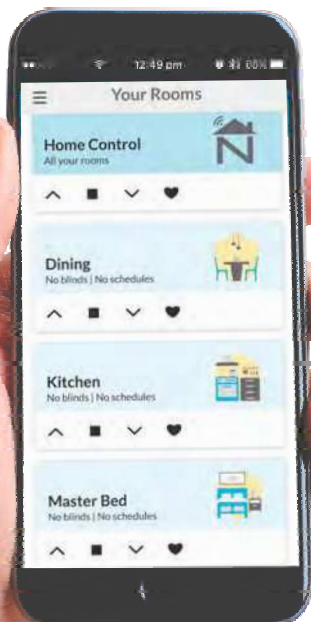 12:49 pm
Your Rooms
Home Control
All your rooms
N
Dining
No blinds | No schedules
Kitchen
No blinds | No schedules
Master Bed
No blinds | No schedules